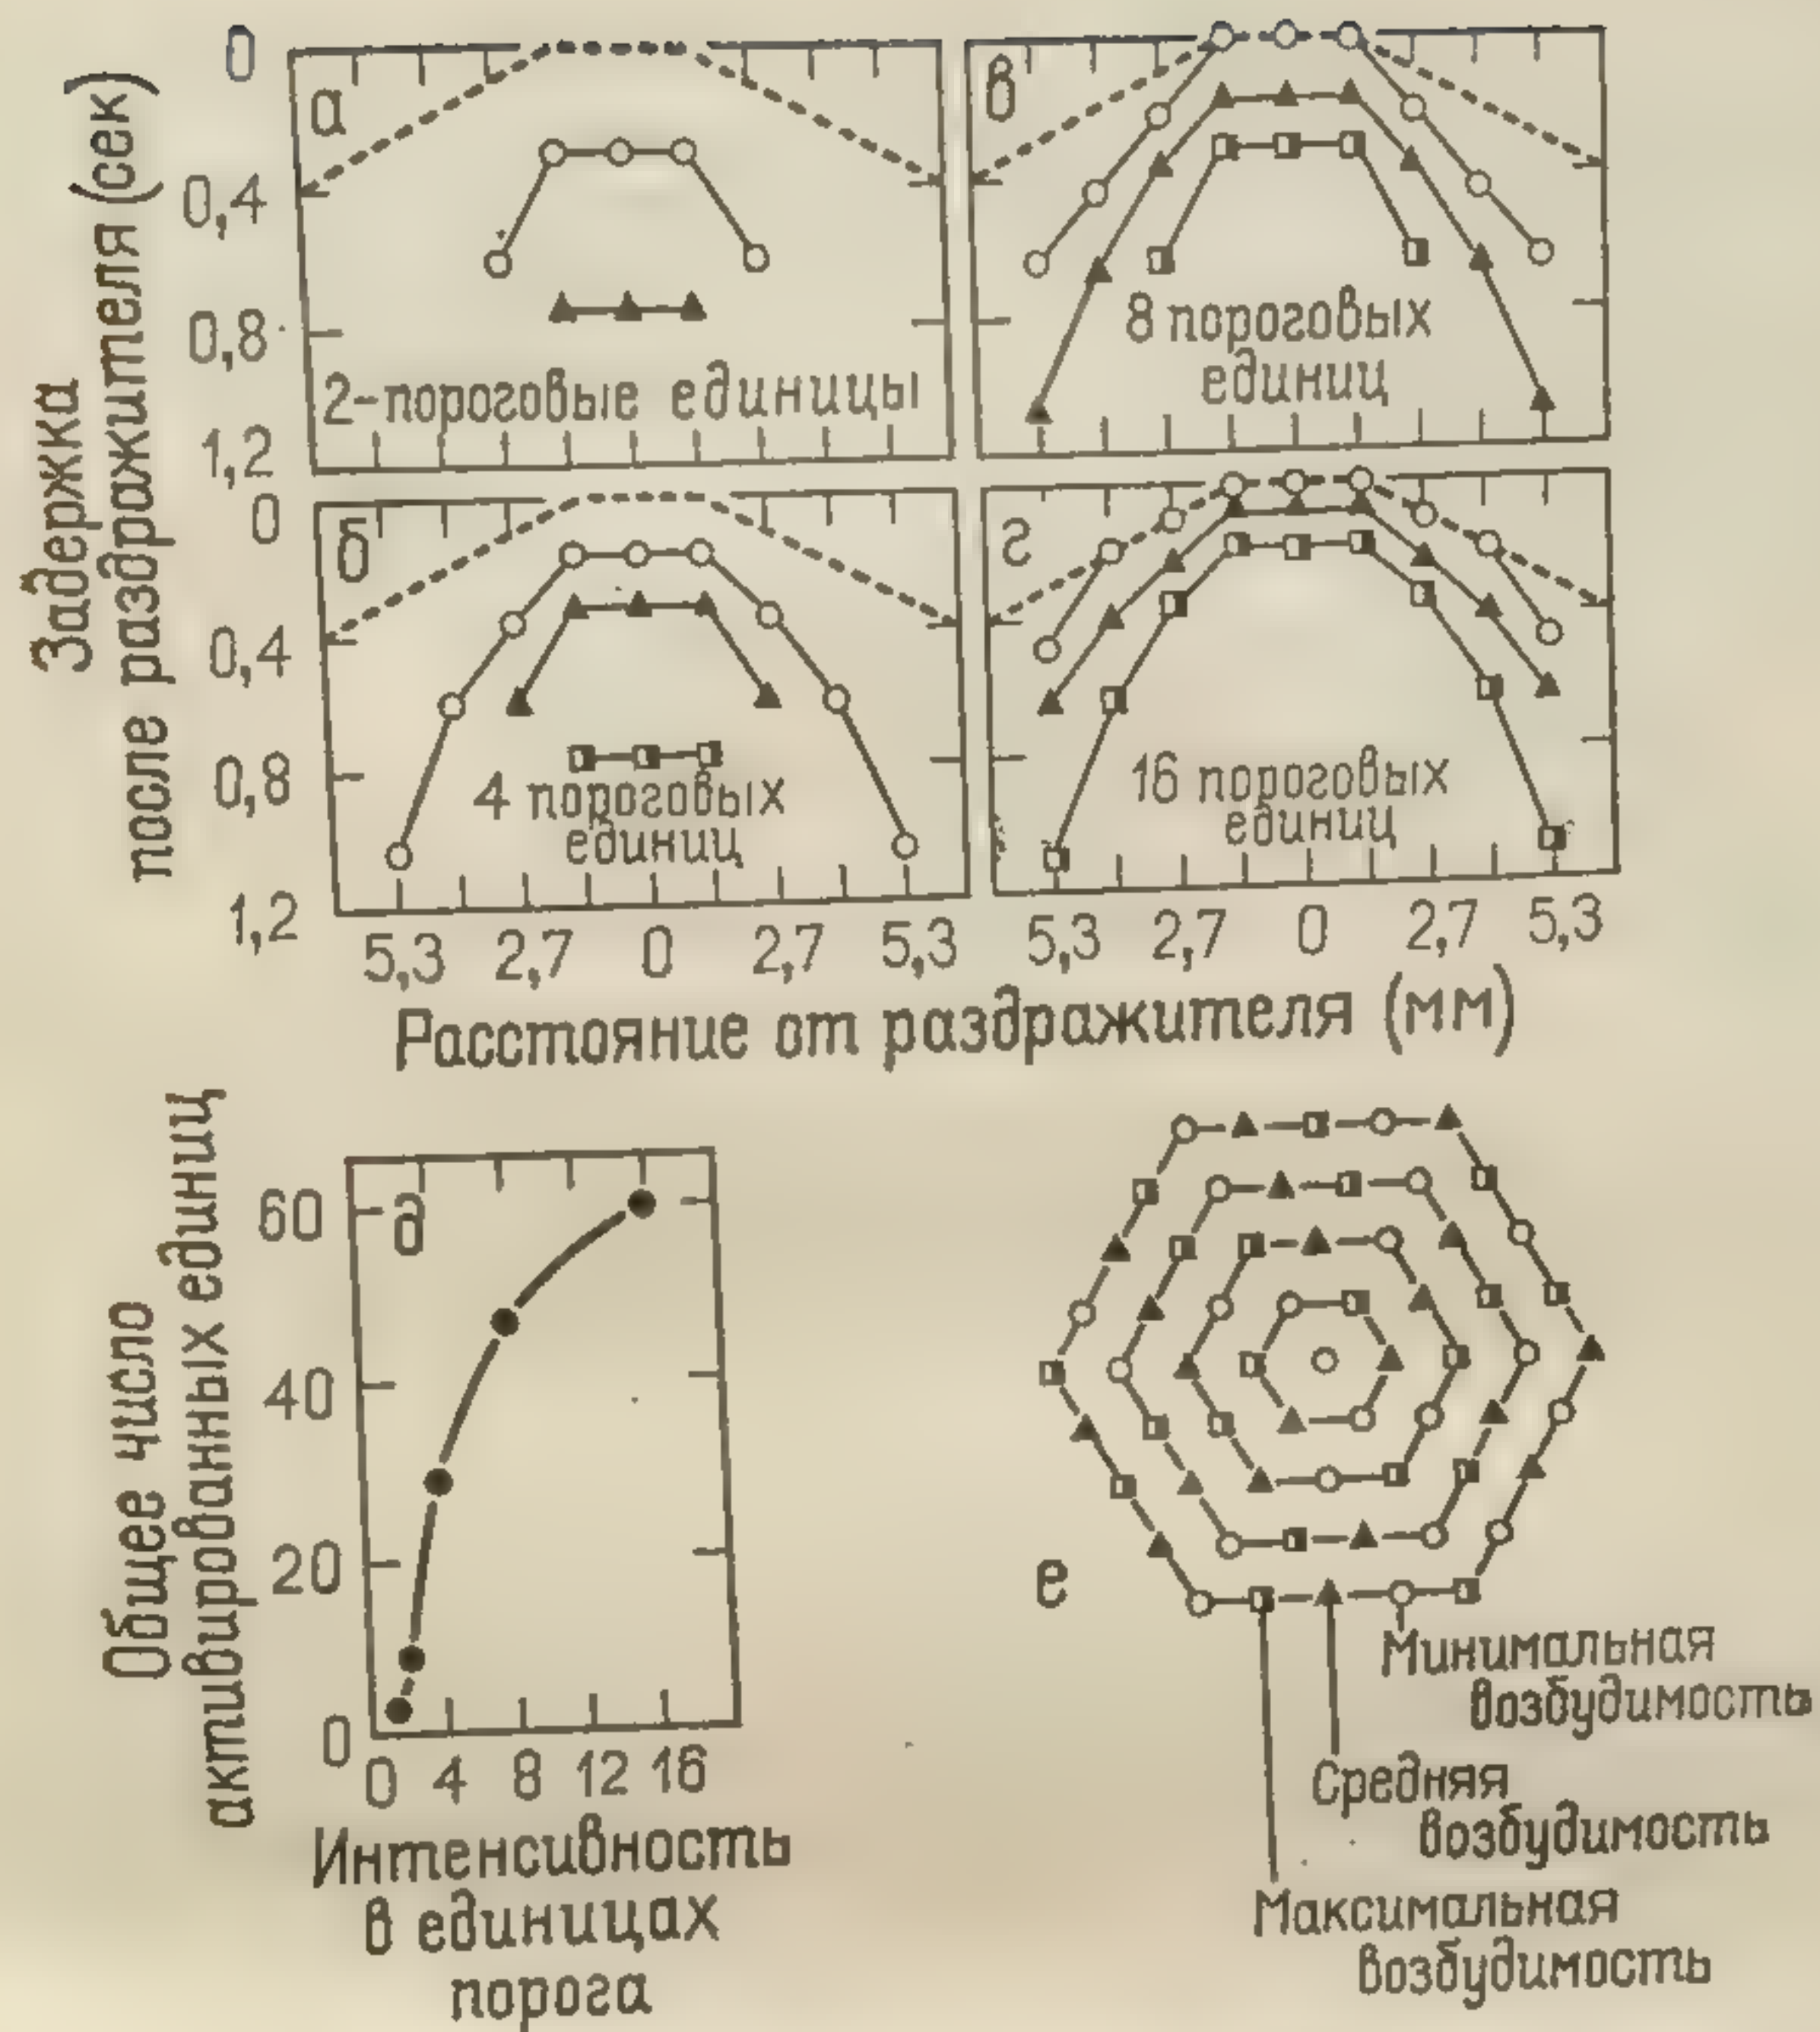 Задержка
после раздражителя (сек)
0
0,4
0,8
1,2
а
2-пороговые единицы
в
8 пороговых
единиц
0
0,4
0,8
1,2
б
4 пороговых
единиц
г
16 пороговых
единиц
5,3 2,7 0 2,7 5,3
5,3 2,7 0 2,7 5,3
Расстояние от раздражителя (мм)
Общее число
активированных единиц
60
40
20
0
д
0 4 8 12 16
Интенсивность
в единицах
порога
е
Минимальная
возбудимость
Средняя
возбудимость
Максимальная
возбудимость